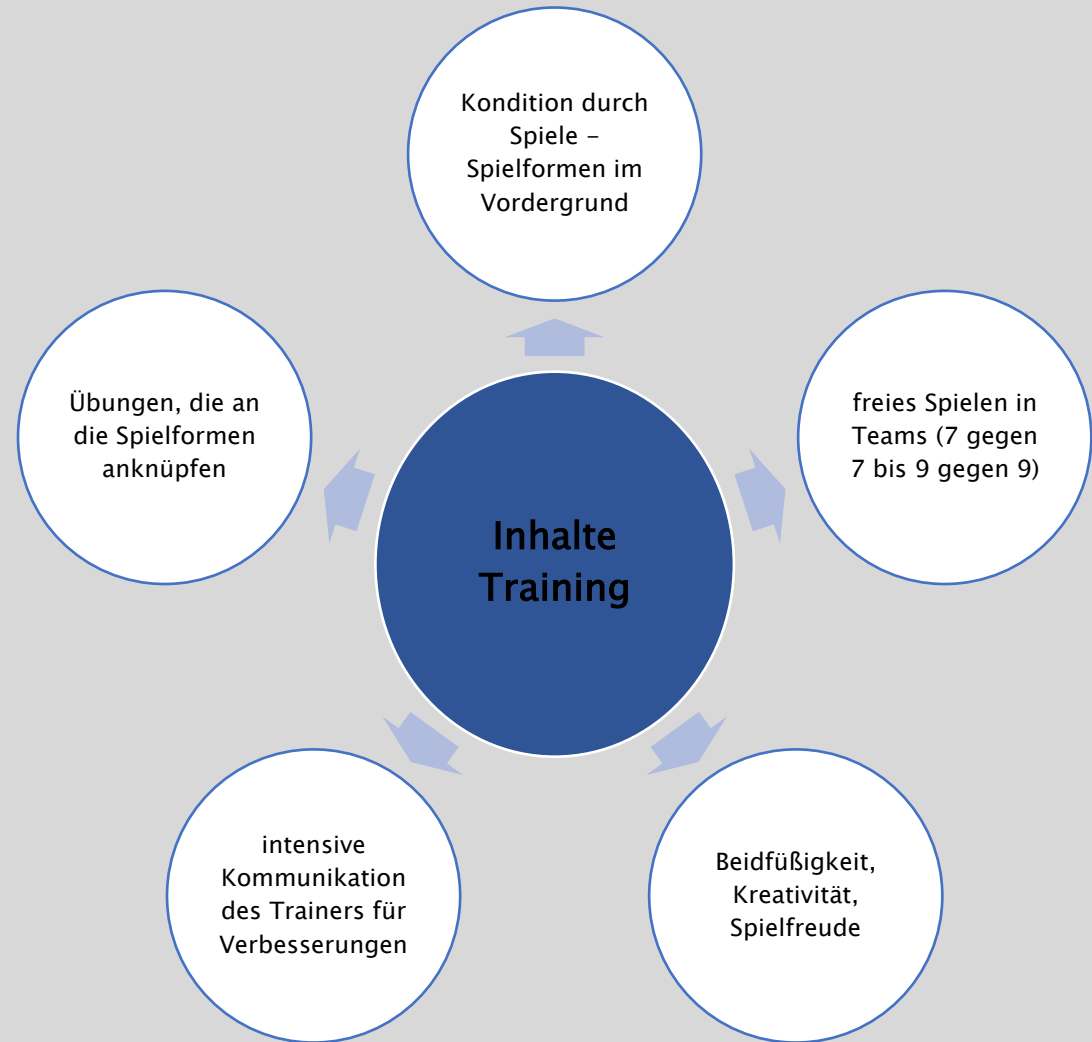 Kondition durch
Spiele –
Spielformen im
Vordergrund
Übungen, die an
die Spielformen
anknüpfen
freies Spielen in
Teams (7 gegen
7 bis 9 gegen 9)
Inhalte
Training
intensive
Kommunikation
des Trainers für
Verbesserungen
Beidfüßigkeit,
Kreativität,
Spielfreude